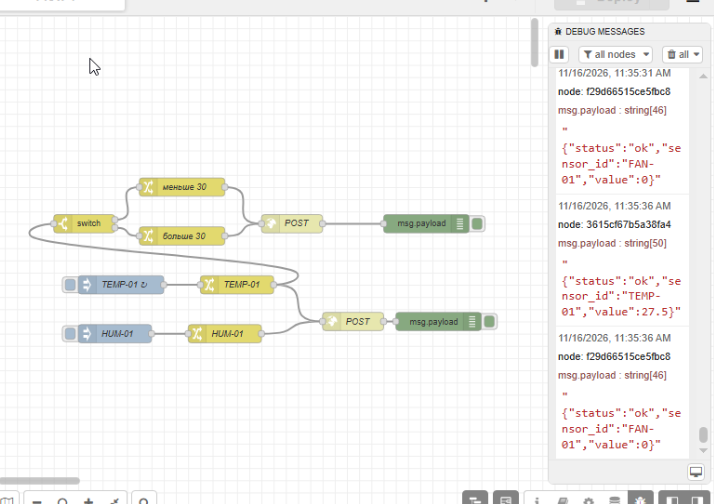 DEBUG MESSAGES
all nodes
all
11/16/2026, 11:35:31 AM
node: f29d66515ce5fbc8
msg.payload : string[46]
"
{"status":"ok","se
nsor_id":"FAN-
01","value":0}"
11/16/2026, 11:35:36 AM
node: 3615cf67b5a38fa4
msg.payload : string[50]
"
{"status":"ok","se
nsor_id":"TEMP-
01","value":27.5}"
11/16/2026, 11:35:36 AM
node: f29d66515ce5fbc8
msg.payload : string[46]
"
{"status":"ok","se
nsor_id":"FAN-
01","value":0}"
меньше 30
switch
POST
msg.payload
больше 30
TEMP-01 ↻
TEMP-01
POST
msg.payload
HUM-01
HUM-01